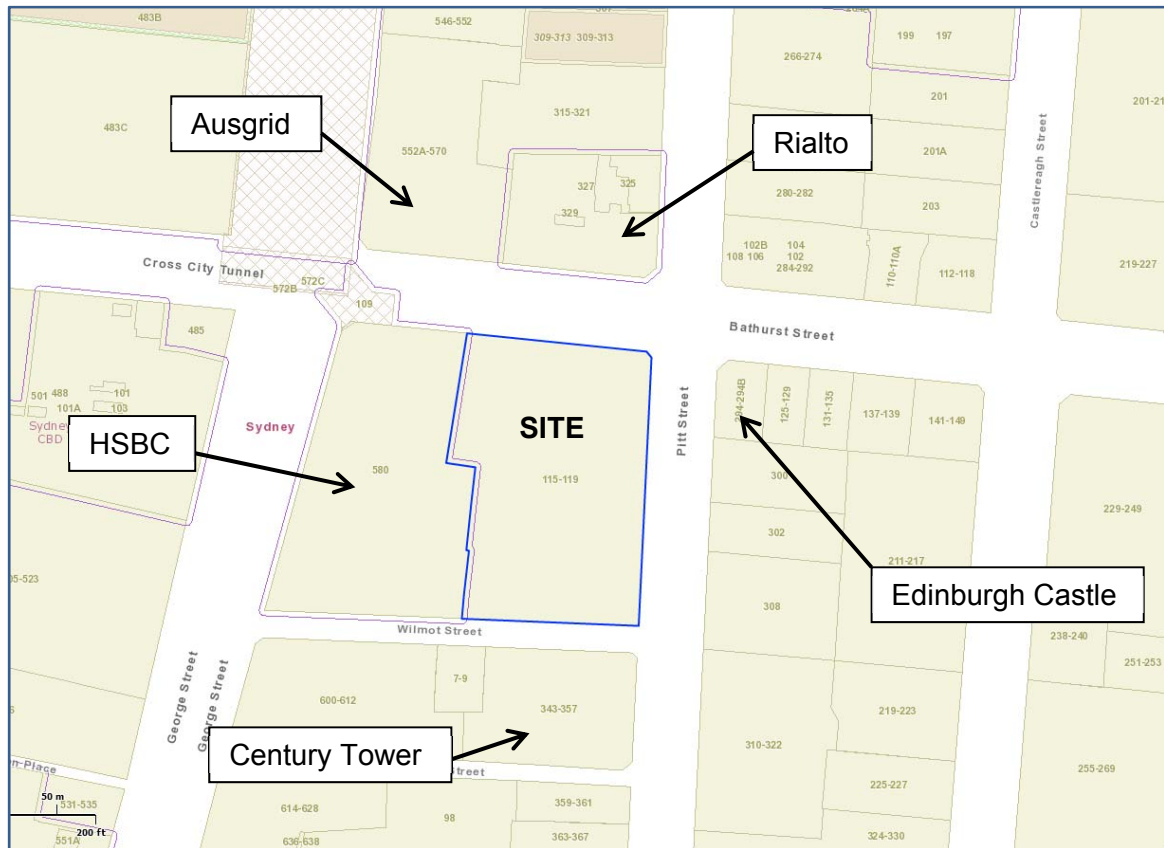 483B
546-552
309-313 309-313
199 197
266-274
201
201-21
483C
Ausgrid
315-321
Rialto
552A-570
201A
Castlereagh Street
327
325
280-282
203
329
102B 104
108 106 102
284-292
110-110A
112-118
219-227
Cross City Tunnel
572C
572B
109
485
Bathurst Street
501 488
101
101A 103
Sydney
CBD
Sydney
SITE
Pitt Street
294-294B
125-129
131-135
137-139
141-149
HSBC
580
115-119
300
302
229-249
211-217
Edinburgh Castle
308
Wilmot Street
238-240
251-253
George Street
George Street
7-9
600-612
343-357
219-223
Century Tower
310-322
255-269
225-227
50 m
200 ft
531-535
551A
614-628
98
359-361
363-367
636-638
324-330